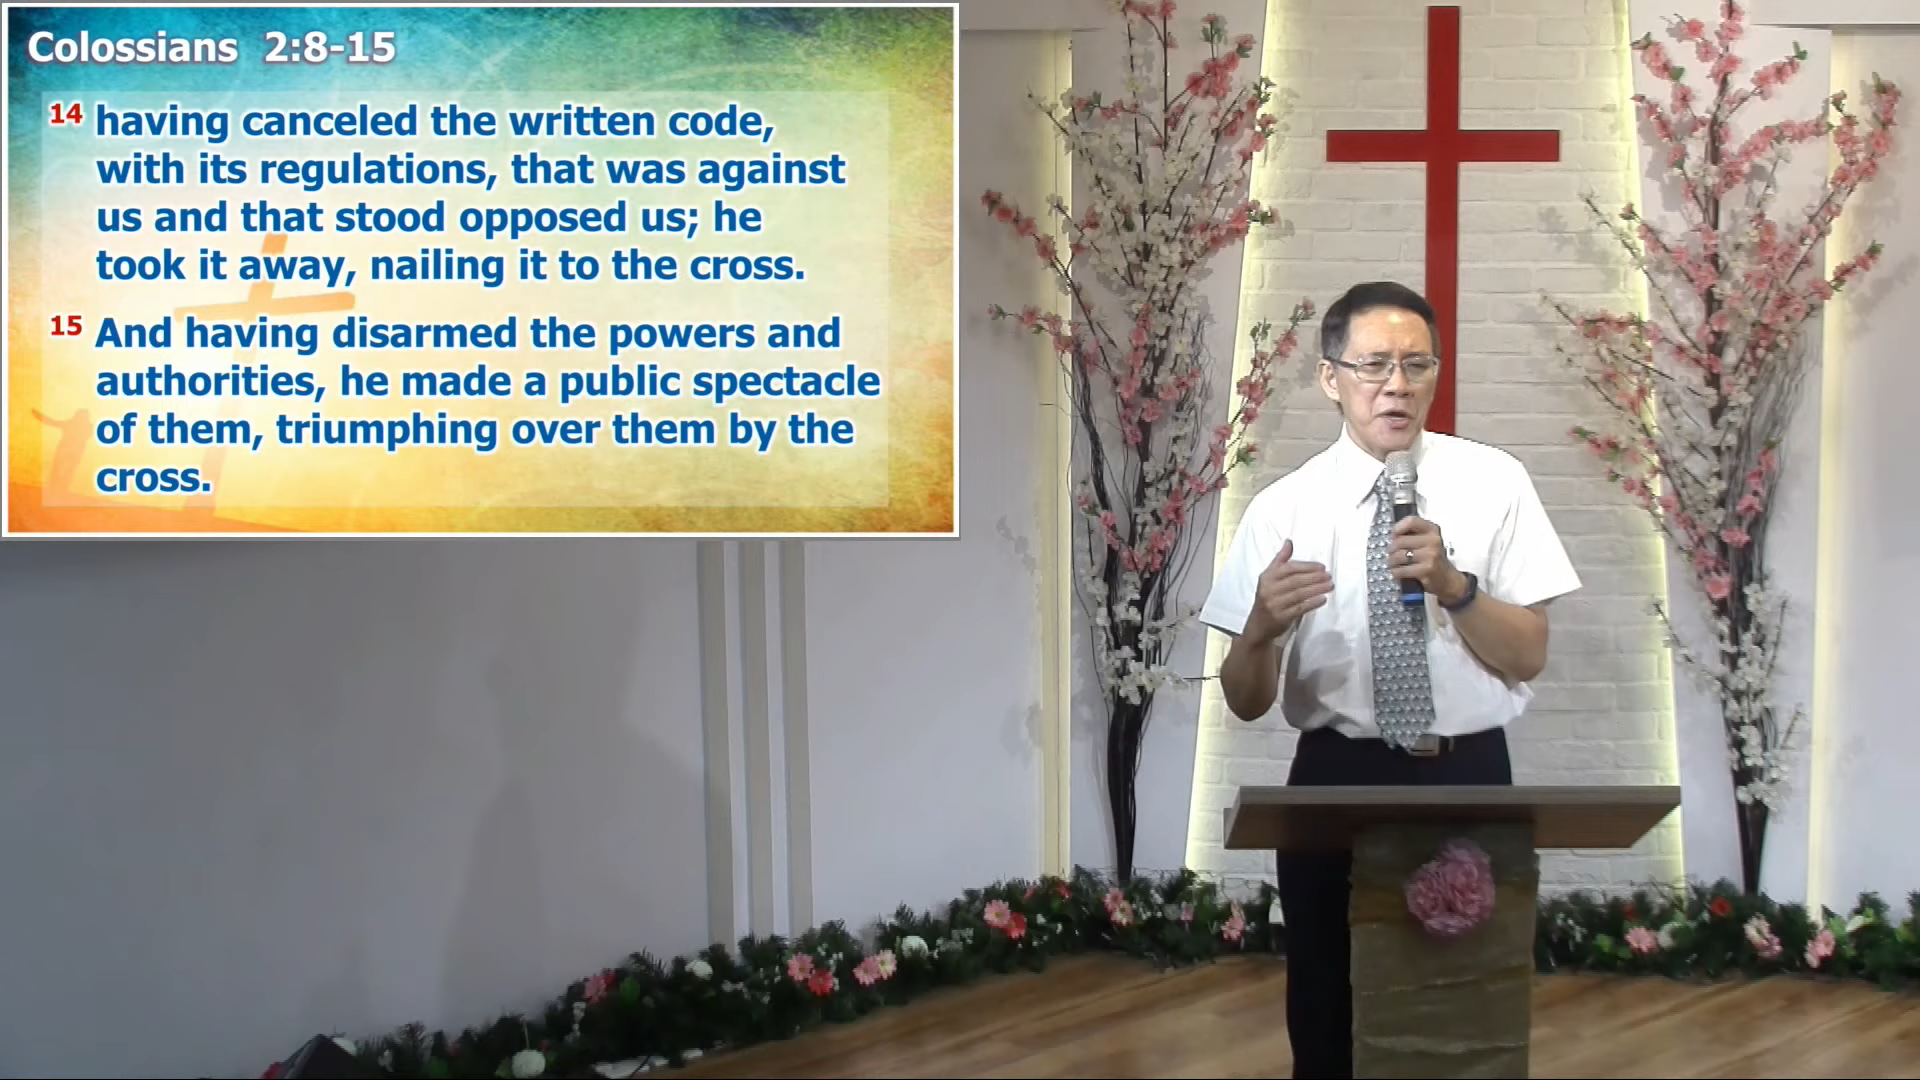 Colossians 2:8-15
14 having canceled the written code,
with its regulations, that was against
us and that stood opposed us; he
took it away, nailing it to the cross.
15 And having disarmed the powers and
authorities, he made a public spectacle
of them, triumphing over them by the
cross.